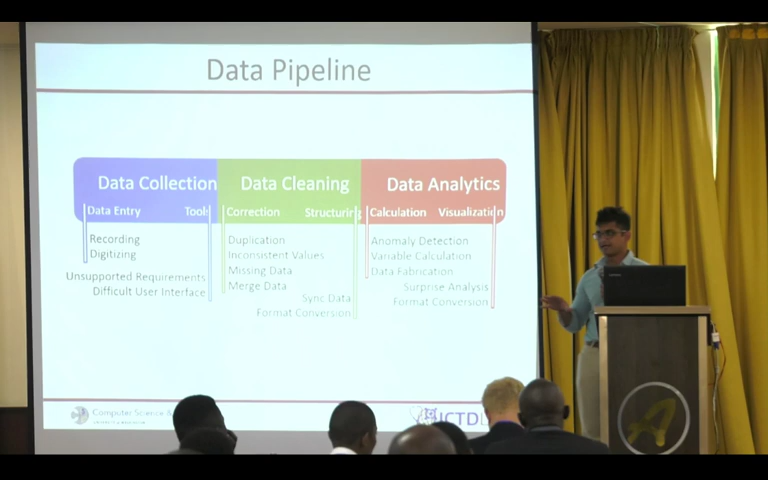 Data Pipeline
Data Collection Data Cleaning Data Analytics
Data Entry Tools Correction Structuring Calculation Visualization
Recording
Digitizing
Unsupported Requirements
Difficult User Interface
Duplication
Inconsistent Values
Missing Data
Merge Data
Sync Data
Format Conversion
Anomaly Detection
Variable Calculation
Data Fabrication
Surprise Analysis
Format Conversion
Computer Science &
ICTD